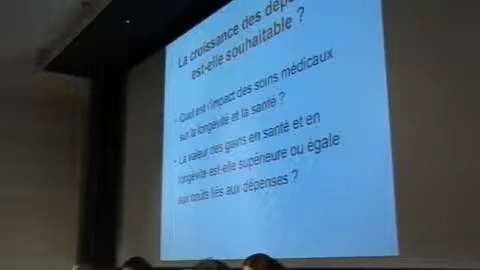 La croissance des dépe
est-elle souhaitable ?
• Quel est l'impact des soins médicaux
sur la longévité et la santé ?
• La valeur des gains en santé et en
longévité est-elle supérieure ou égale
aux coûts liés aux dépenses ?